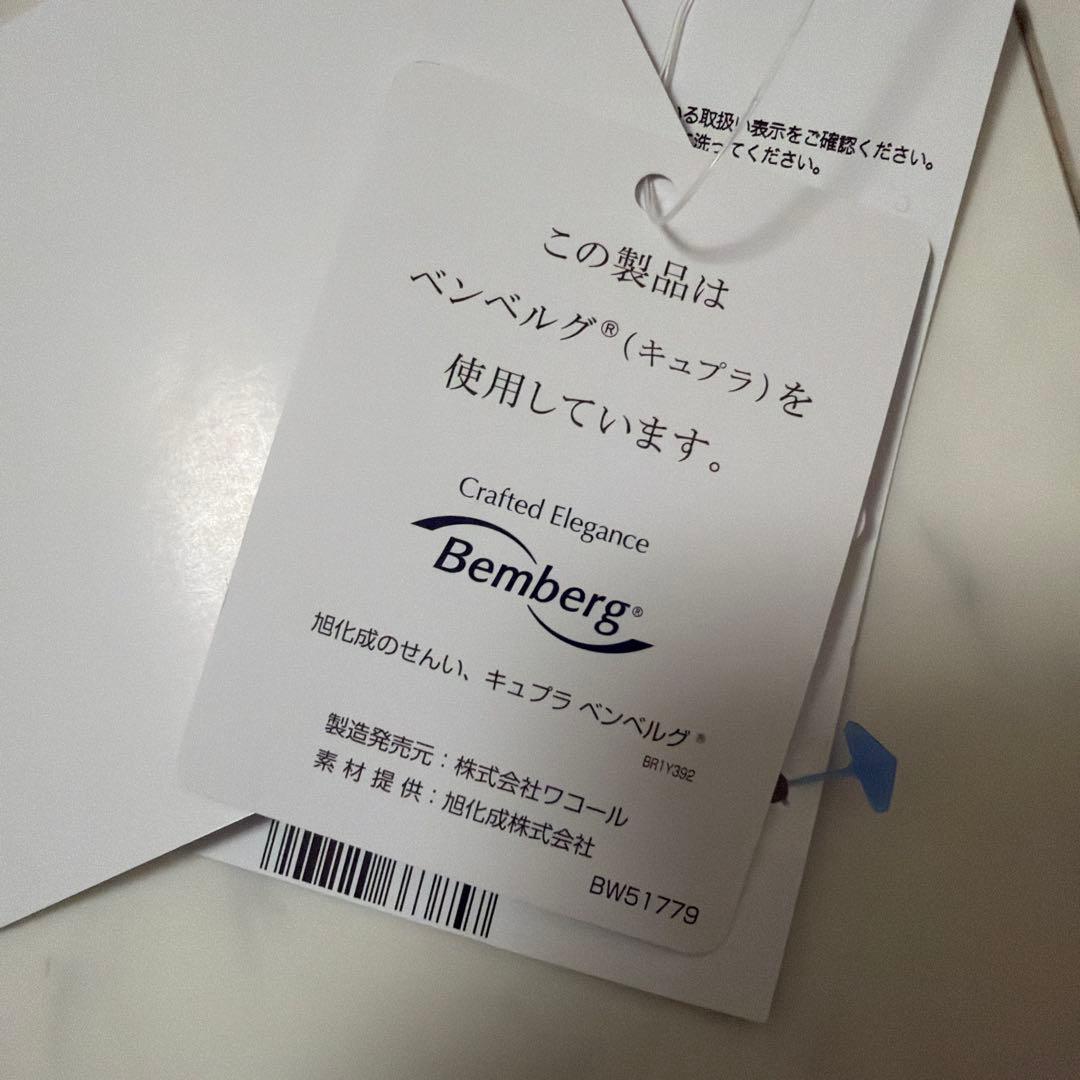 る取扱い表示をご確認ください。
洗ってください。
この製品は
ベンベルグ®(キュプラ)を
使用しています。
Crafted Elegance
Bemberg®
旭化成のせんい、キュプラ ベンベルグ®
BR1Y392
製造発売元：株式会社ワコール
素材提供：旭化成株式会社
BW51779